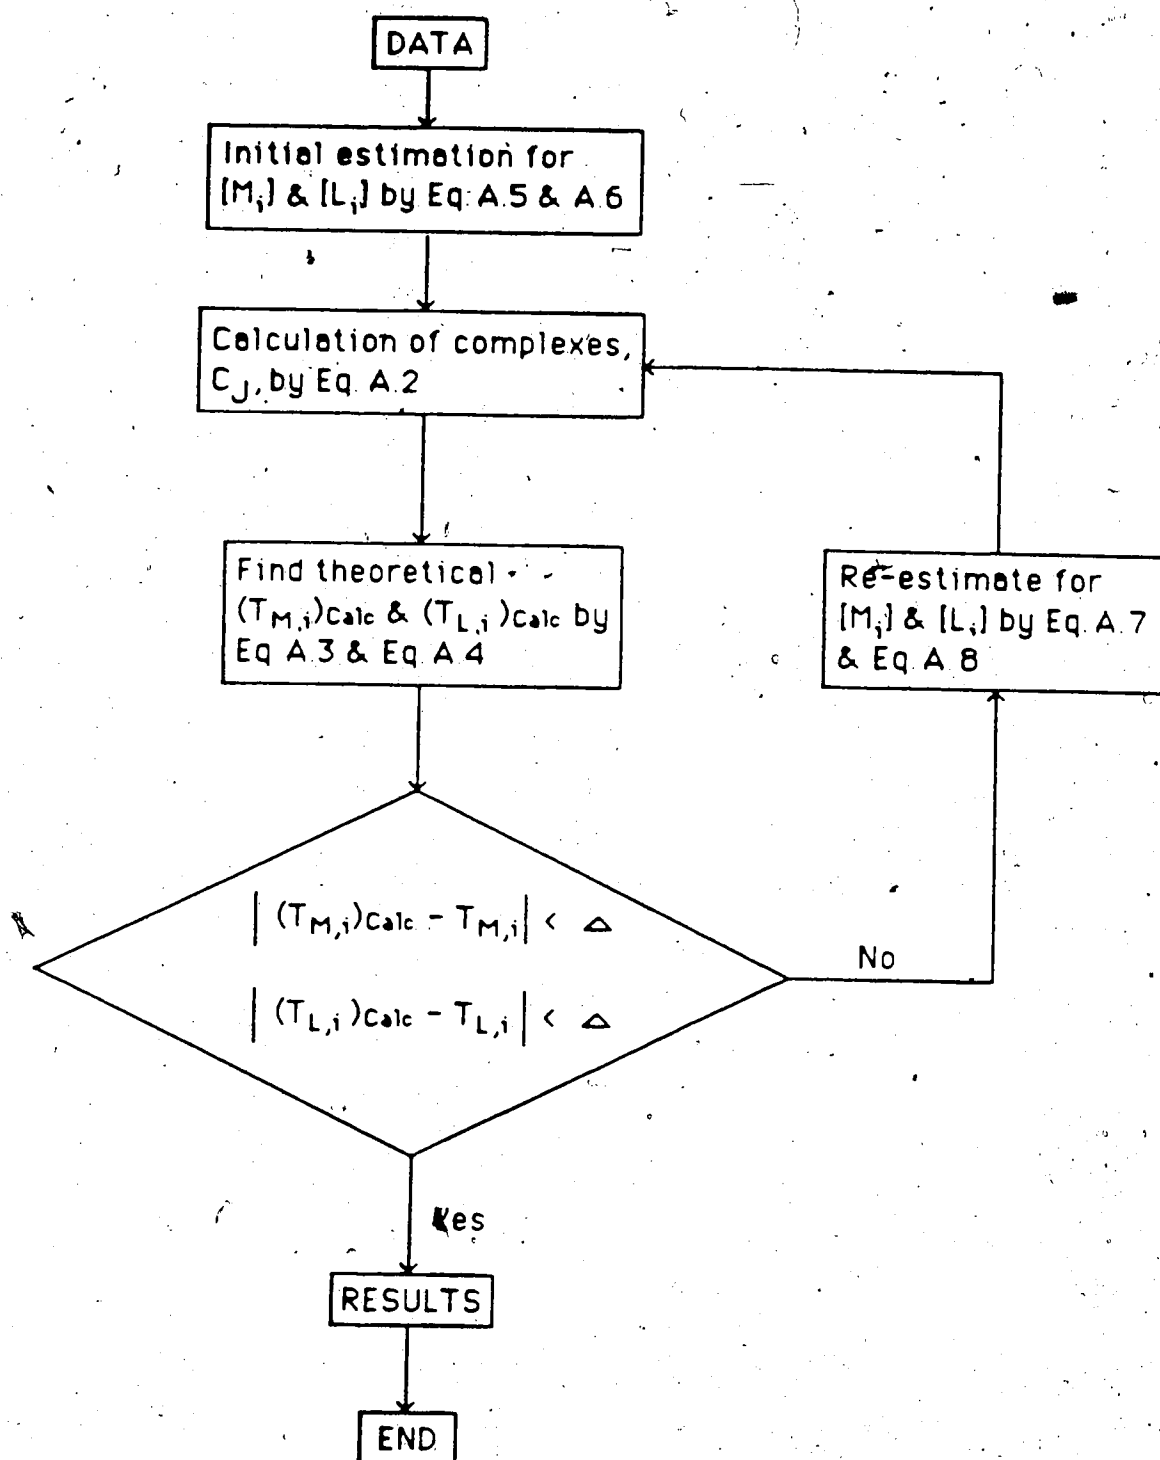 DATA
Initial estimation for
[Mi] & [Li] by Eq. A.5 & A.6
Calculation of complexes,
CJ, by Eq. A.2
Find theoretical
(TM,i)Calc & (TL,i)Calc by
Eq A.3 & Eq. A.4
Re-estimate for
[Mi] & [Li] by Eq. A.7
& Eq. A.8
| (TM,i)Calc - TM,i | < Δ
No
| (TL,i)Calc - TL,i | < Δ
Yes
RESULTS
END